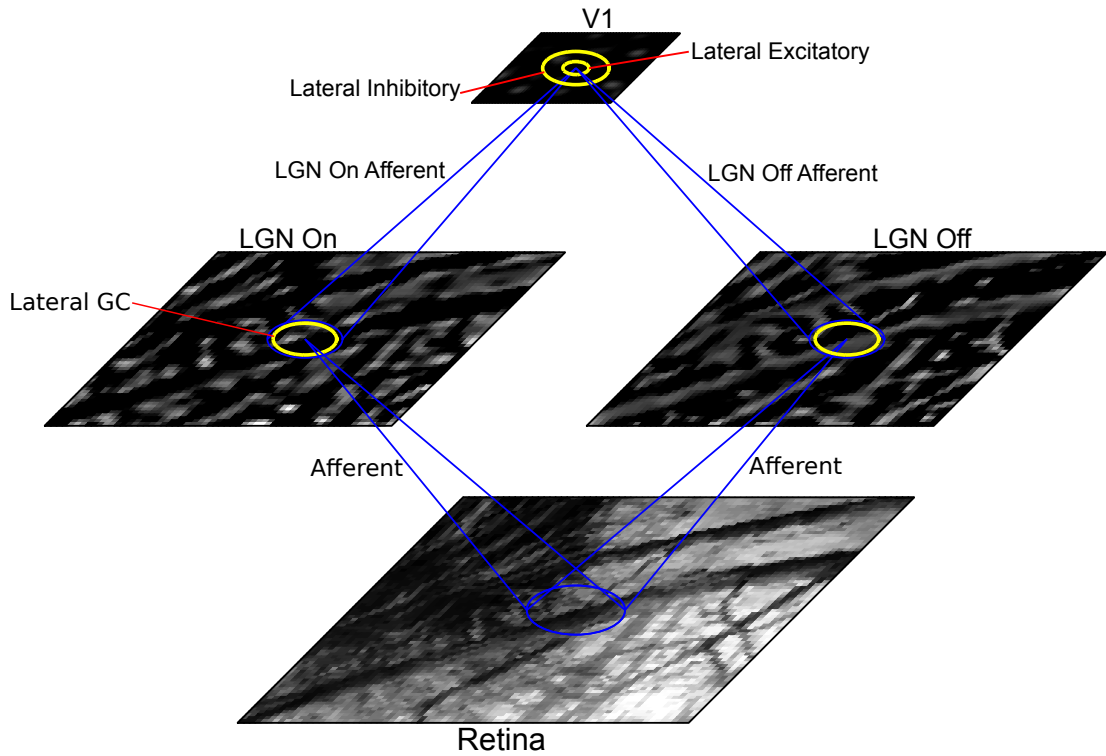 V1
Lateral Excitatory
Lateral Inhibitory
LGN On Afferent
LGN Off Afferent
LGN On
LGN Off
Lateral GC
Afferent
Afferent
Retina